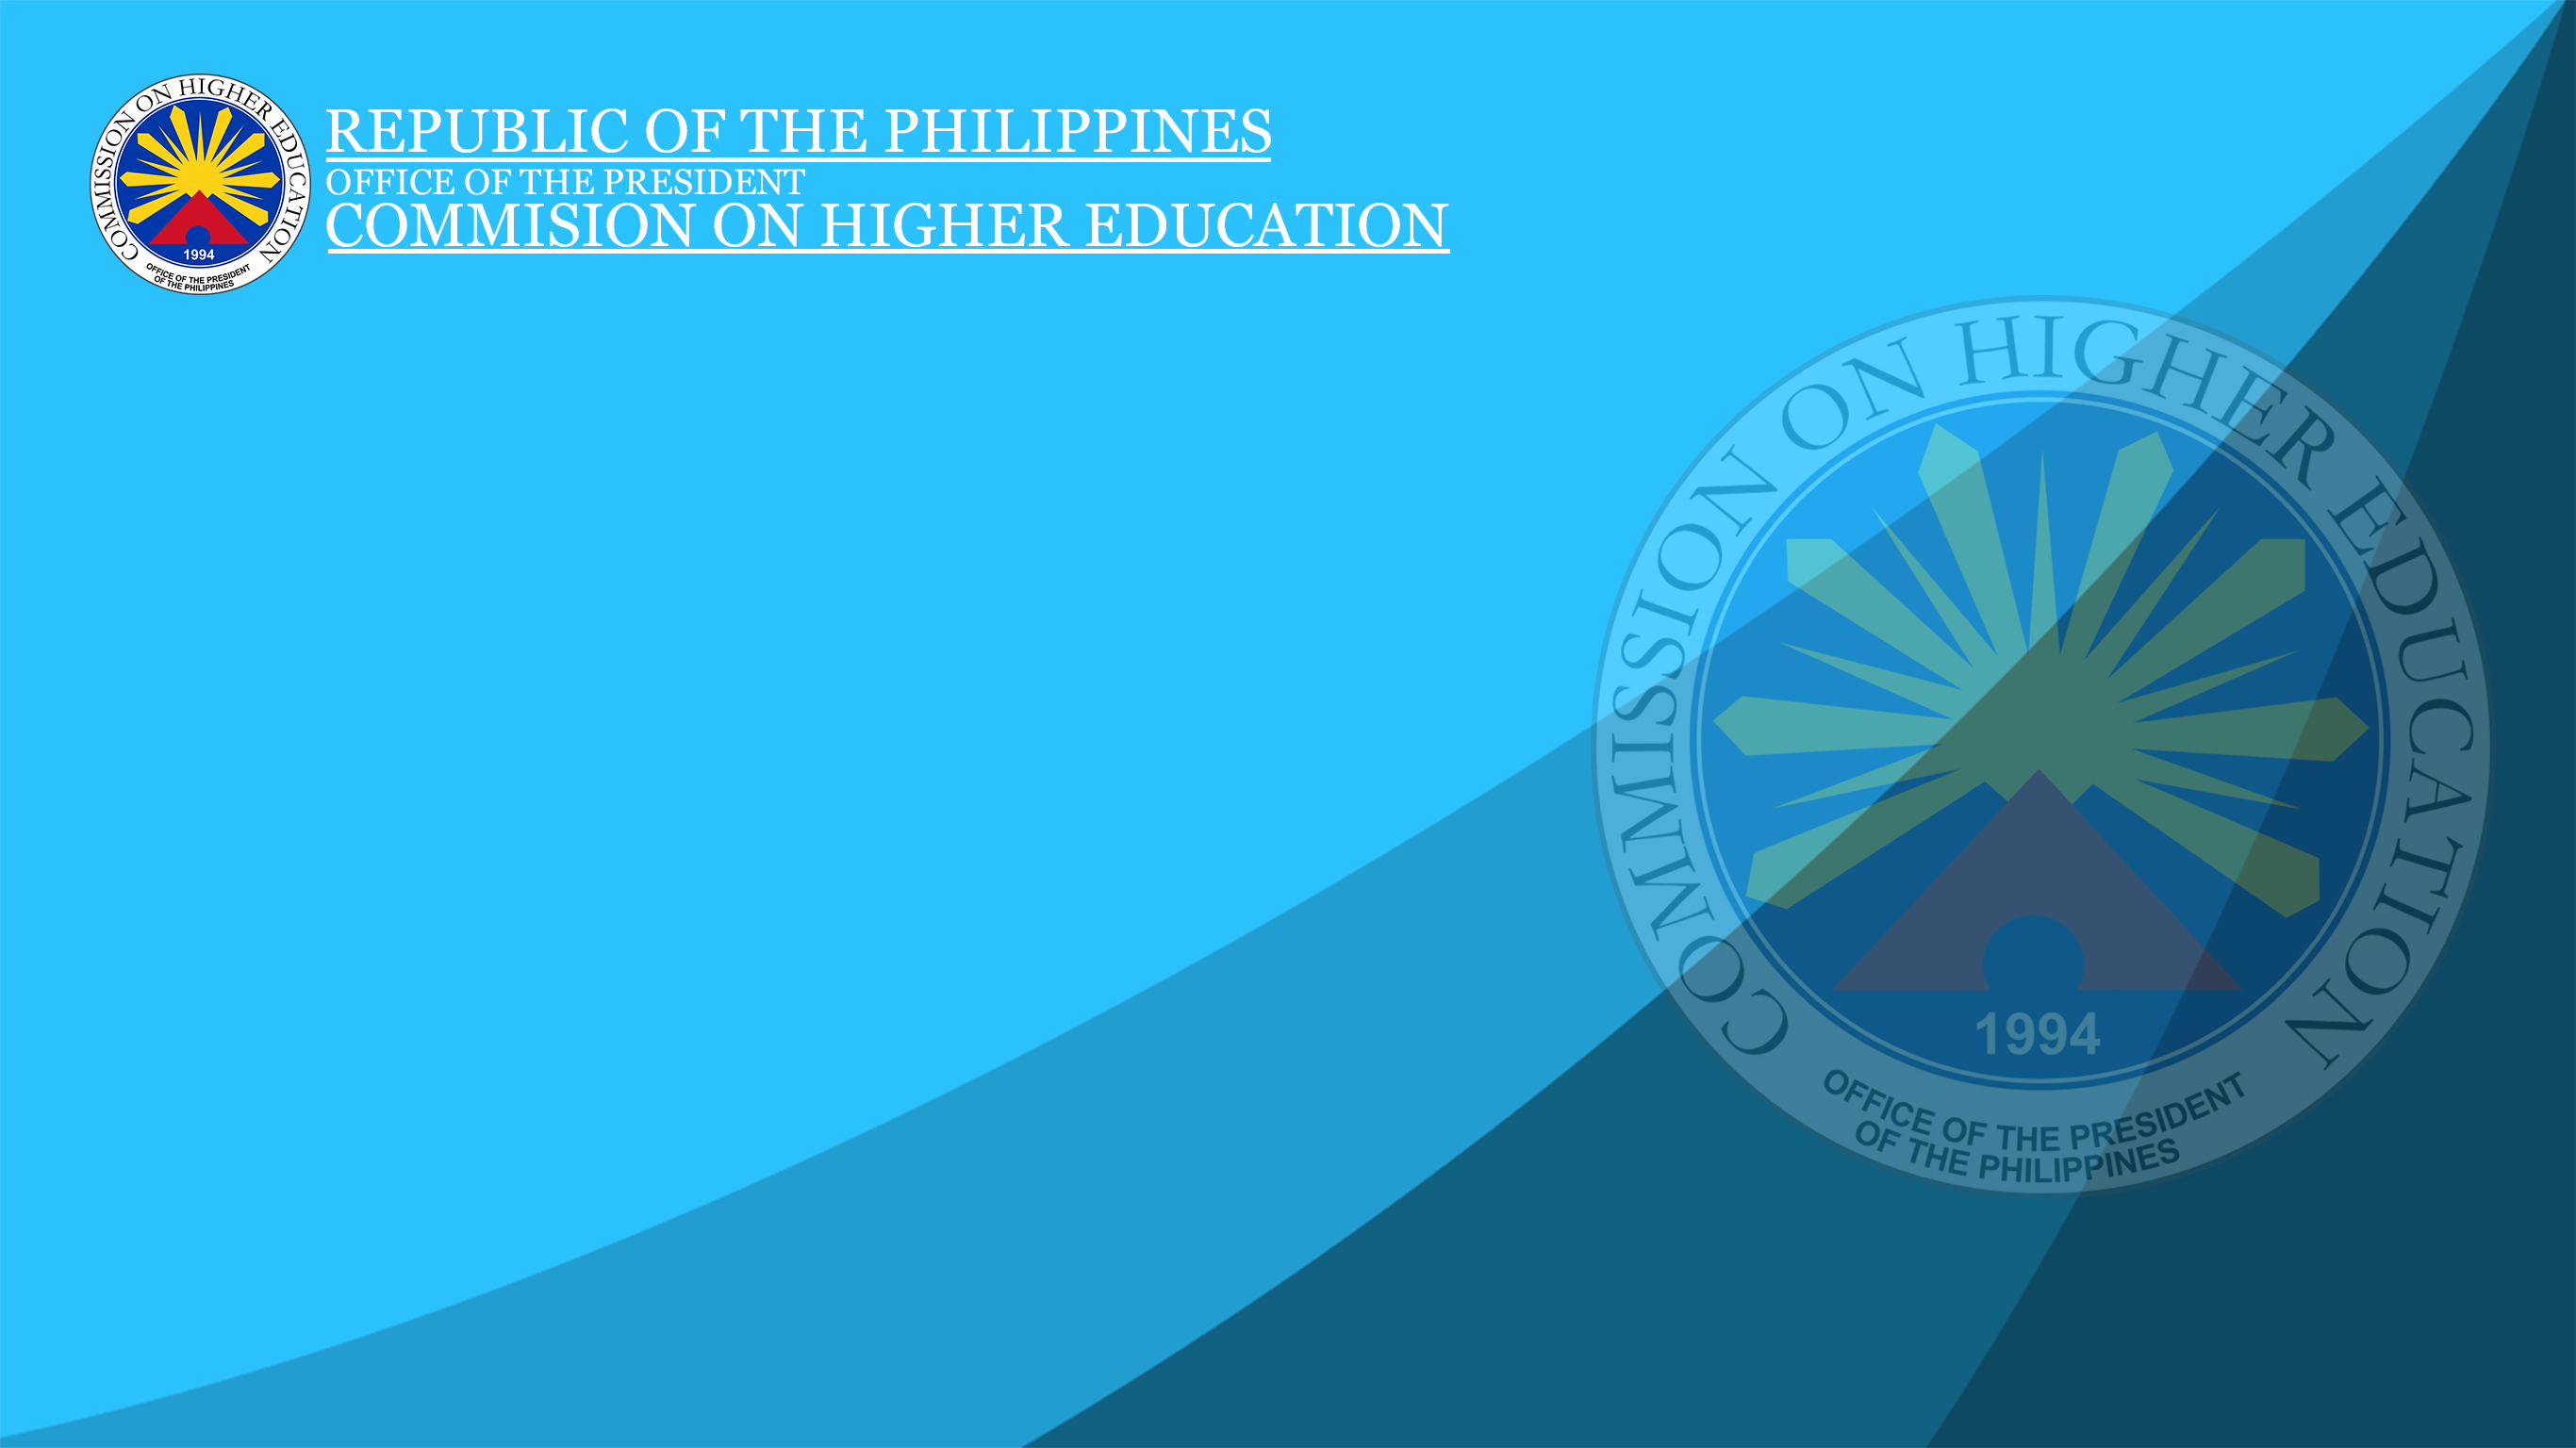 COMMISSION ON HIGHER EDUCATION
1994
OFFICE OF THE PRESIDENT
OF THE PHILIPPINES
REPUBLIC OF THE PHILIPPINES
OFFICE OF THE PRESIDENT
COMMISION ON HIGHER EDUCATION
COMMISSION ON HIGHER EDUCATION
1994
OFFICE OF THE PRESIDENT
OF THE PHILIPPINES